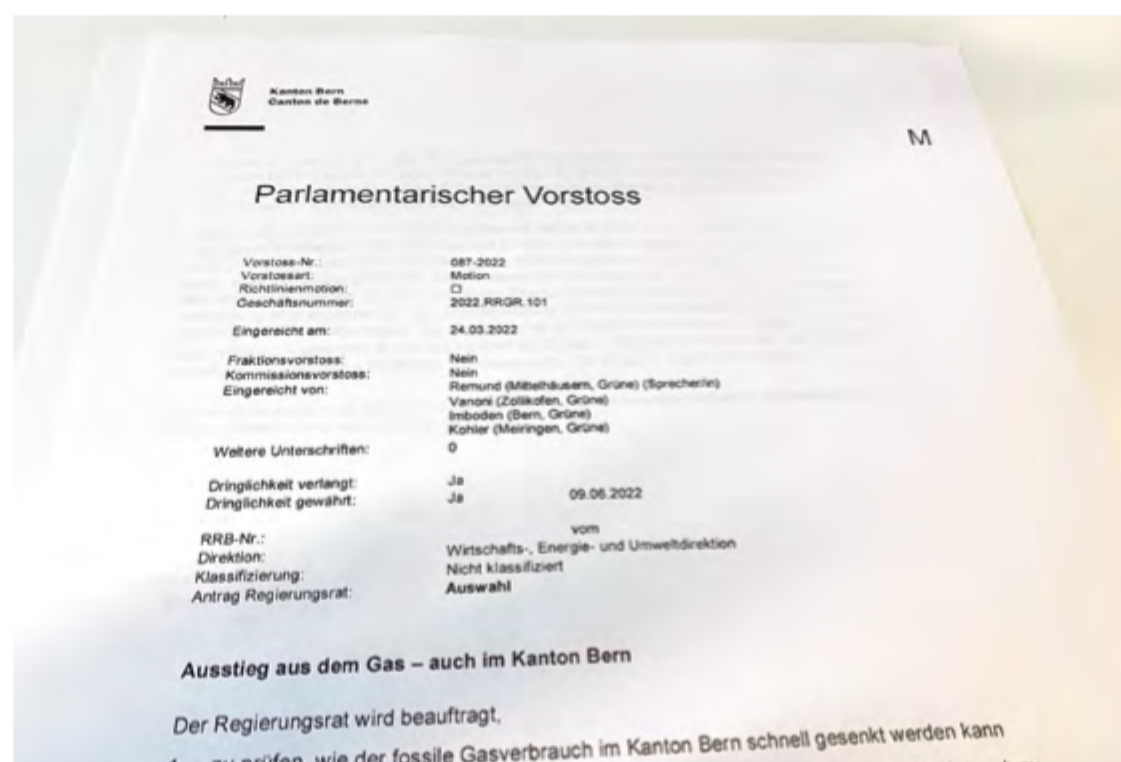 Kanton Bern
Canton de Berne
M
Parlamentarischer Vorstoss
Vorstoss-Nr.: 087-2022
Vorstossart: Motion
Richtlinienmotion: ☐
Geschäftsnummer: 2022.RRGR.101
Eingereicht am: 24.03.2022
Fraktionsvorstoss: Nein
Kommissionsvorstoss: Nein
Eingereicht von: Remund (Mittelhäusern, Grüne) (Sprecher/in)
Vanoni (Zollikofen, Grüne)
Imboden (Bern, Grüne)
Kohler (Meiringen, Grüne)
Weitere Unterschriften: 0
Dringlichkeit verlangt: Ja
Dringlichkeit gewährt: Ja 09.06.2022
RRB-Nr.: vom
Direktion: Wirtschafts-, Energie- und Umweltdirektion
Klassifizierung: Nicht klassifiziert
Antrag Regierungsrat: Auswahl
Ausstieg aus dem Gas – auch im Kanton Bern
Der Regierungsrat wird beauftragt,
1. zu prüfen, wie der fossile Gasverbrauch im Kanton Bern schnell gesenkt werden kann